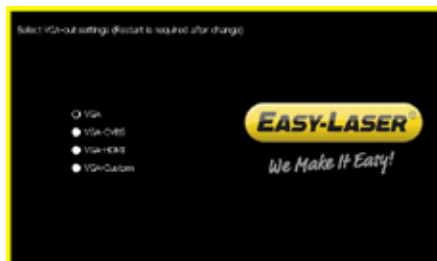 Select VGA-out settings (Restart is required after change)
VGA
VGA-CVBS
VGA-HDMI
VGA-Custom
EASY-LASER®
We Make It Easy!